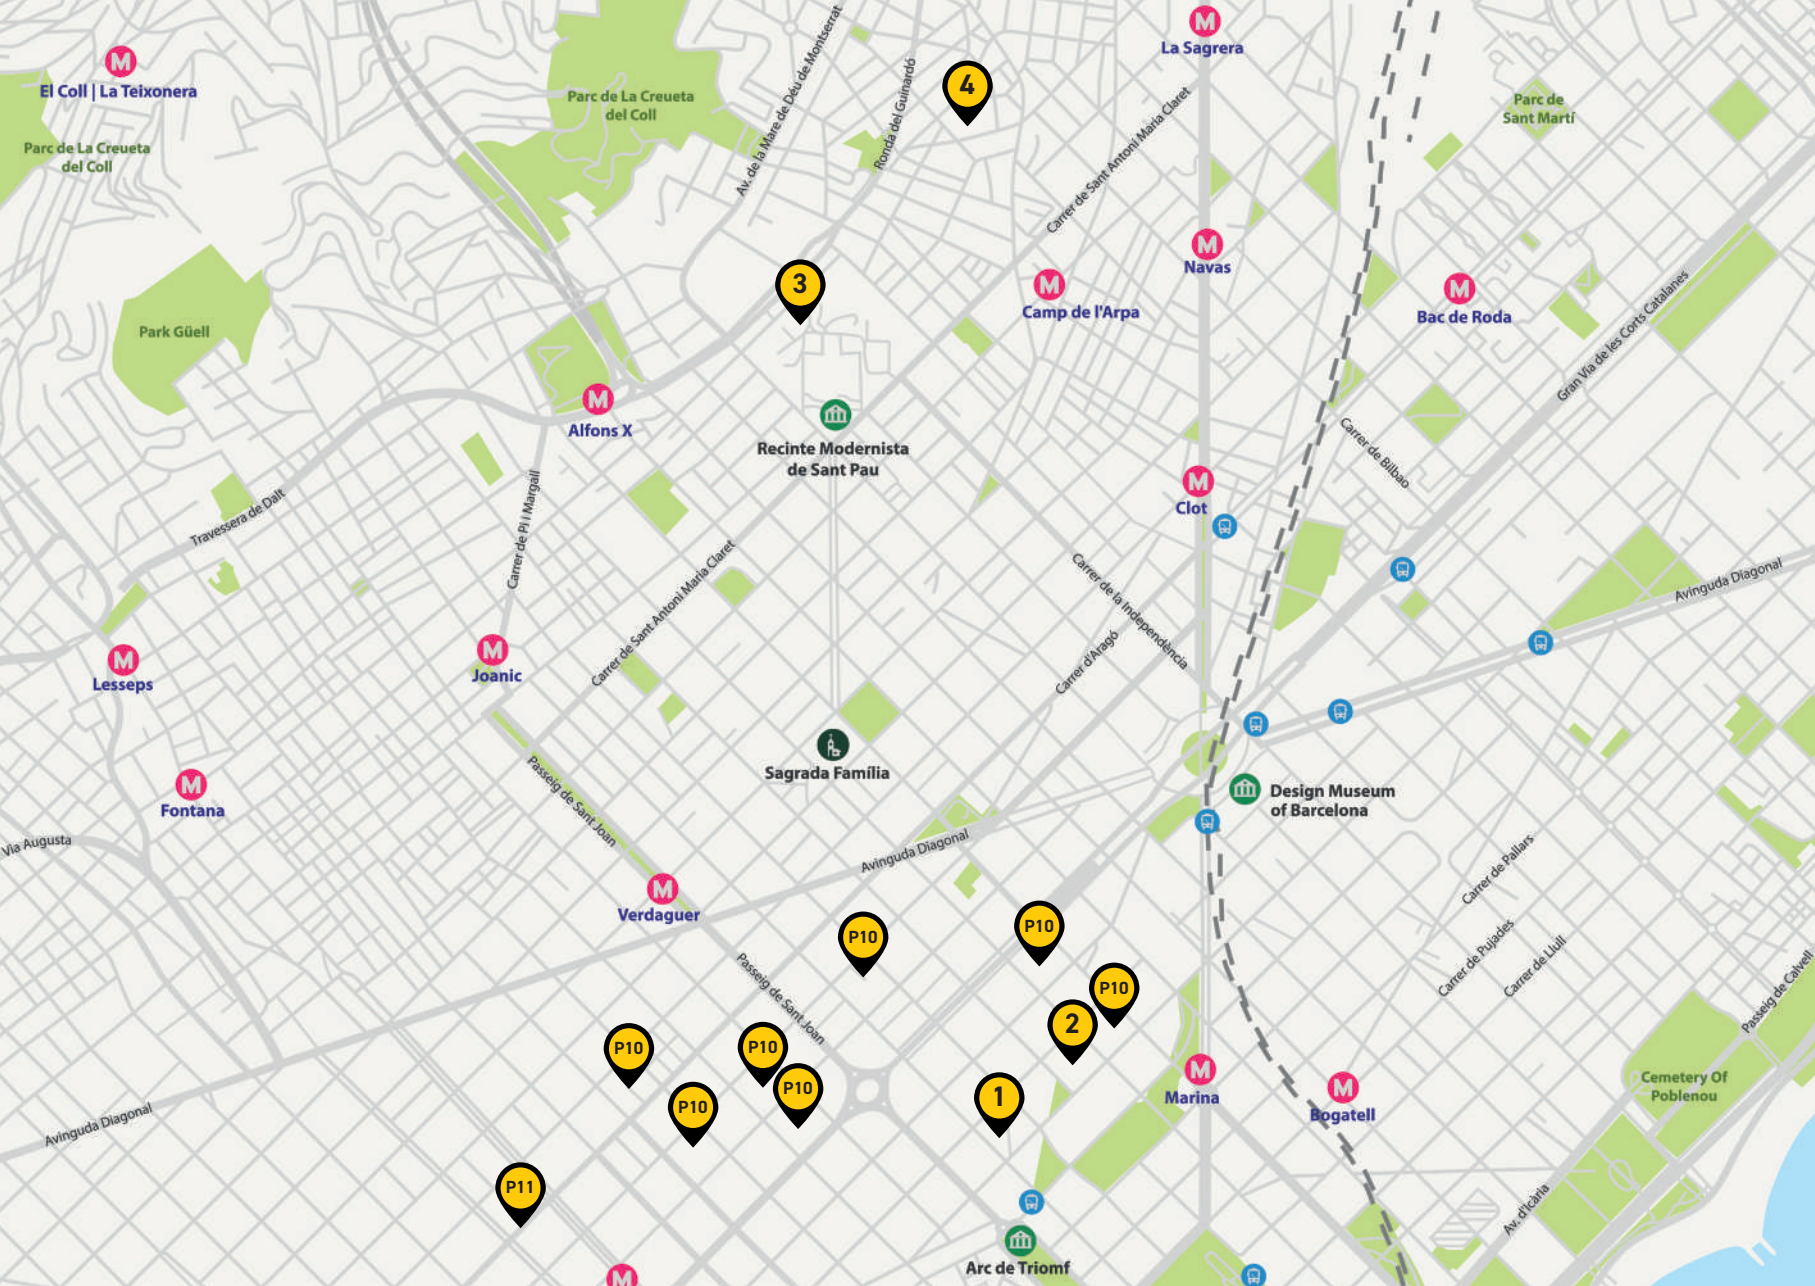 M
La Sagrera
M
El Coll | La Teixonera
Parc de La Creueta
del Coll
Parc de La Creueta
del Coll
Av. de la Mare de Déu de Montserrat
Ronda del Guinardó
4
Carrer de Sant Antoni Maria Claret
Parc de
Sant Martí
M
Navas
M
Camp de l'Arpa
M
Bac de Roda
Gran Via de les Corts Catalanes
3
Park Güell
M
Alfons X
Recinte Modernista
de Sant Pau
Carrer de Bilbao
M
Clot
Travessera de Dalt
Carrer de Pi i Margall
Carrer de Sant Antoni Maria Claret
Carrer de la Independència
Carrer d'Aragó
Avinguda Diagonal
M
Lesseps
M
Joanic
Sagrada Família
M
Fontana
Passeig de Sant Joan
Design Museum
of Barcelona
Via Augusta
Avinguda Diagonal
Carrer de Pallars
M
Verdaguer
P10
P10
Carrer de Pujades
Carrer de Llull
Passeig de Calvell
Passeig de Sant Joan
P10
2
P10
P10
P10
P10
1
M
Marina
M
Bogatell
Cemetery Of
Poblenou
Avinguda Diagonal
P11
Av. d'Icària
Arc de Triomf
M